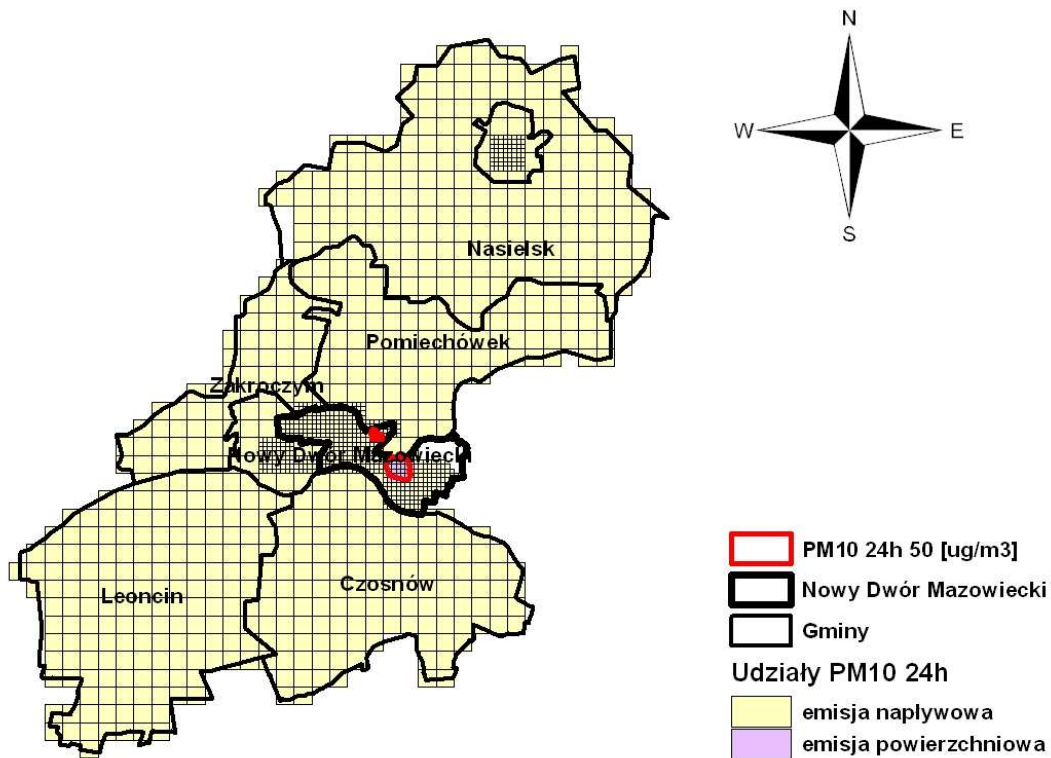 N
W
E
S
Nasielsk
Pomiechówek
Zakroczym
Nowy Dwór Mazowiecki
Leoncin
Czosnów
PM10 24h 50 [ug/m3]
Nowy Dwór Mazowiecki
Gminy
Udziały PM10 24h
emisja napływowa
emisja powierzchniowa